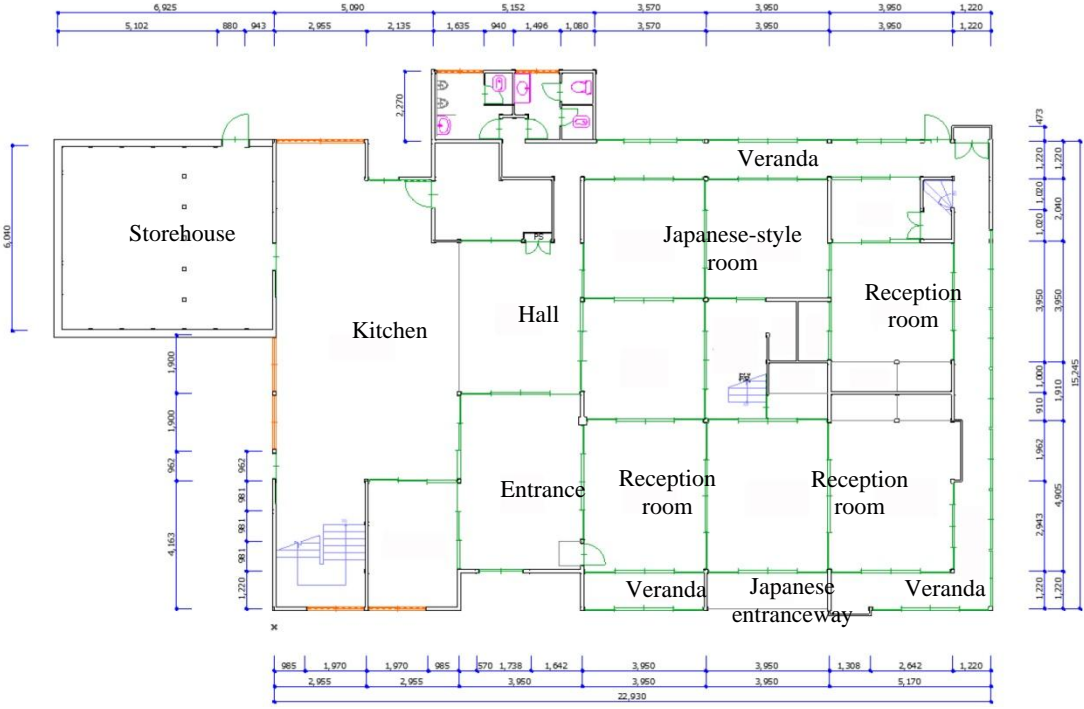 6,925 5,090 5,152 3,570 3,950 3,950 1,220
5,102 880 943 2,955 2,135 1,635 940 1,496 1,080 3,570 3,950 3,950 1,220
2,270
473
Veranda
1,220 1,220
1,020 2,040
1,020
6,040
Storehouse
PS
Japanese-style
room
Reception
room
Hall
Kitchen
3,950 3,950
1,900
1,000 1,910
910
15,245
1,900
962 962
1,962 4,905
Entrance
Reception
room
Reception
room
981
981
981
4,163
2,943
1,220
Veranda
Japanese
entranceway
Veranda
1,220 1,220
985 1,970 1,970 985 570 1,738 1,642 3,950 3,950 1,308 2,642 1,220
2,955 2,955 3,950 3,950 3,950 5,170
22,930